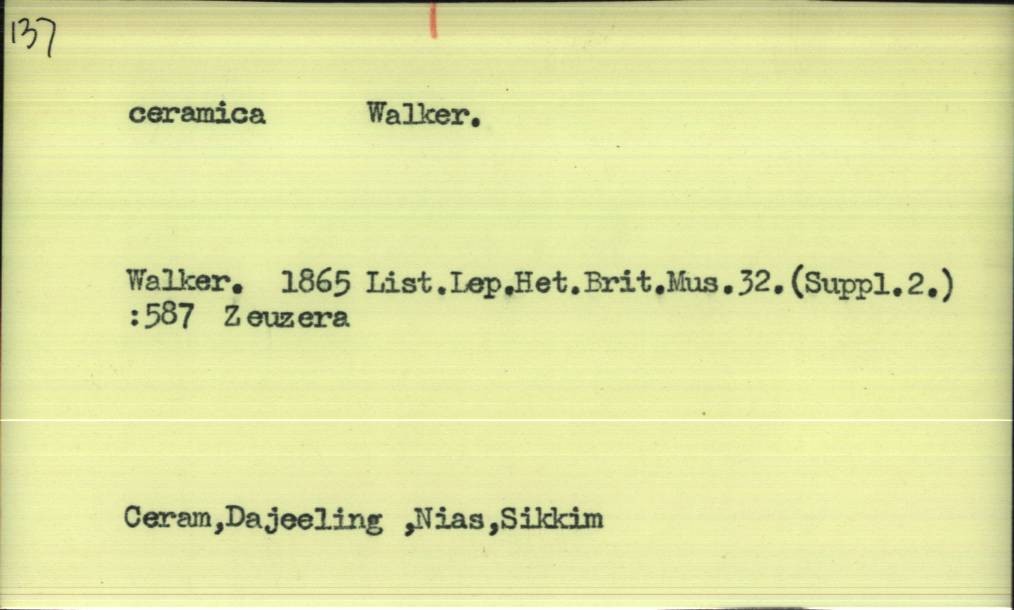 137
ceramica Walker.
Walker. 1865 List.Lep.Het.Brit.Mus.32.(Suppl.2.)
:587 Zeuzera
Ceram,Dajeeling ,Nias,Sikkim